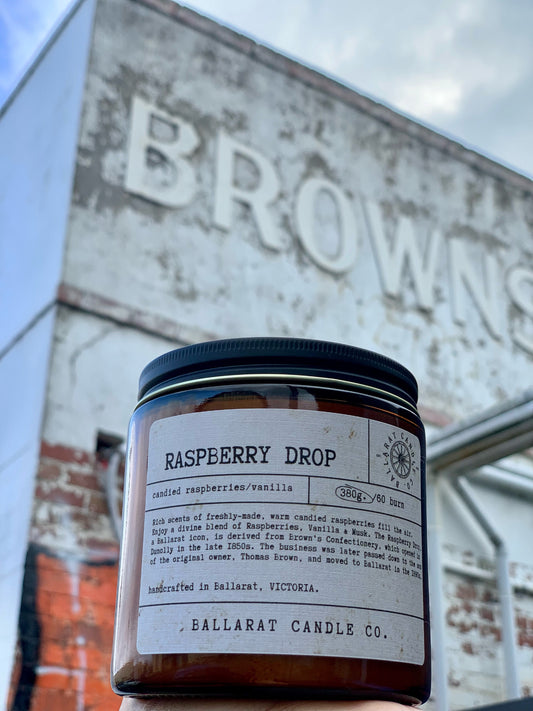 BROWNS
RASPBERRY DROP
BALLARAT CANDLE CO.
candied raspberries/vanilla
380g. /60 burn
Rich scents of freshly-made, warm candied raspberries fill the air.
Enjoy a divine blend of Raspberries, Vanilla & Musk. The Raspberry Drop,
a Ballarat icon, is derived from Brown's Confectionery, which opened in
Dunolly in the late 1850s. The business was later passed down to the son
of the original owner, Thomas Brown, and moved to Ballarat in the
handcrafted in Ballarat, VICTORIA.
BALLARAT CANDLE CO.